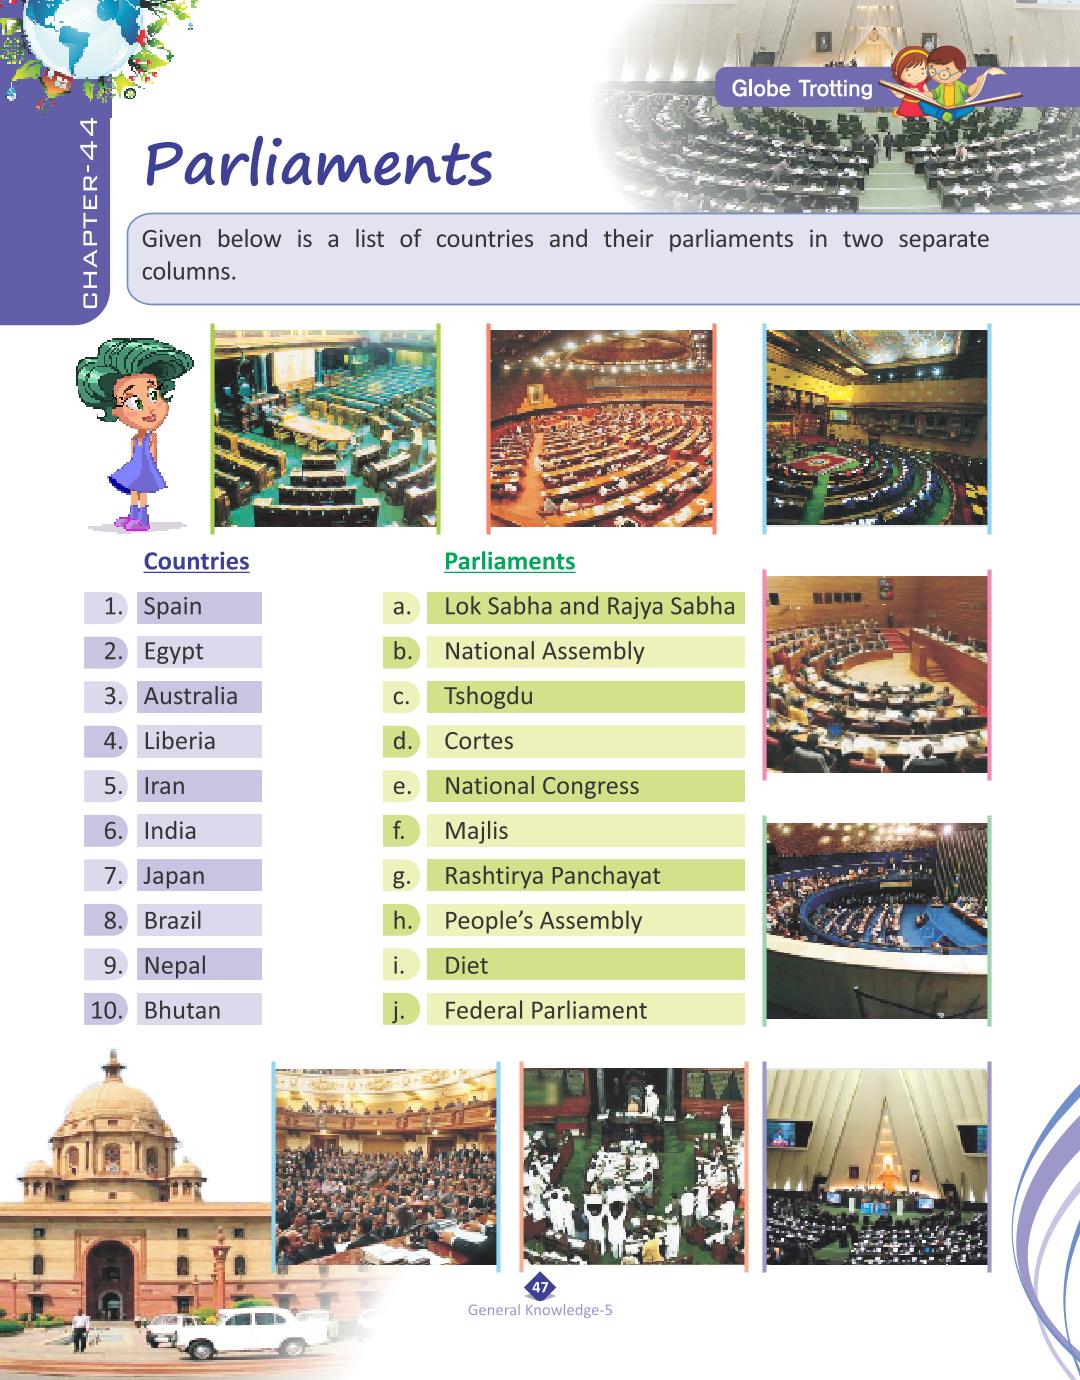 Globe Trotting
CHAPTER-44
Parliaments
Given below is a list of countries and their parliaments in two separate
columns.
Countries
Parliaments
1. Spain
a. Lok Sabha and Rajya Sabha
2. Egypt
b. National Assembly
3. Australia
c. Tshogdu
4. Liberia
d. Cortes
5. Iran
e. National Congress
6. India
f. Majlis
7. Japan
g. Rashtirya Panchayat
8. Brazil
h. People’s Assembly
9. Nepal
i. Diet
10. Bhutan
j. Federal Parliament
47
General Knowledge-5